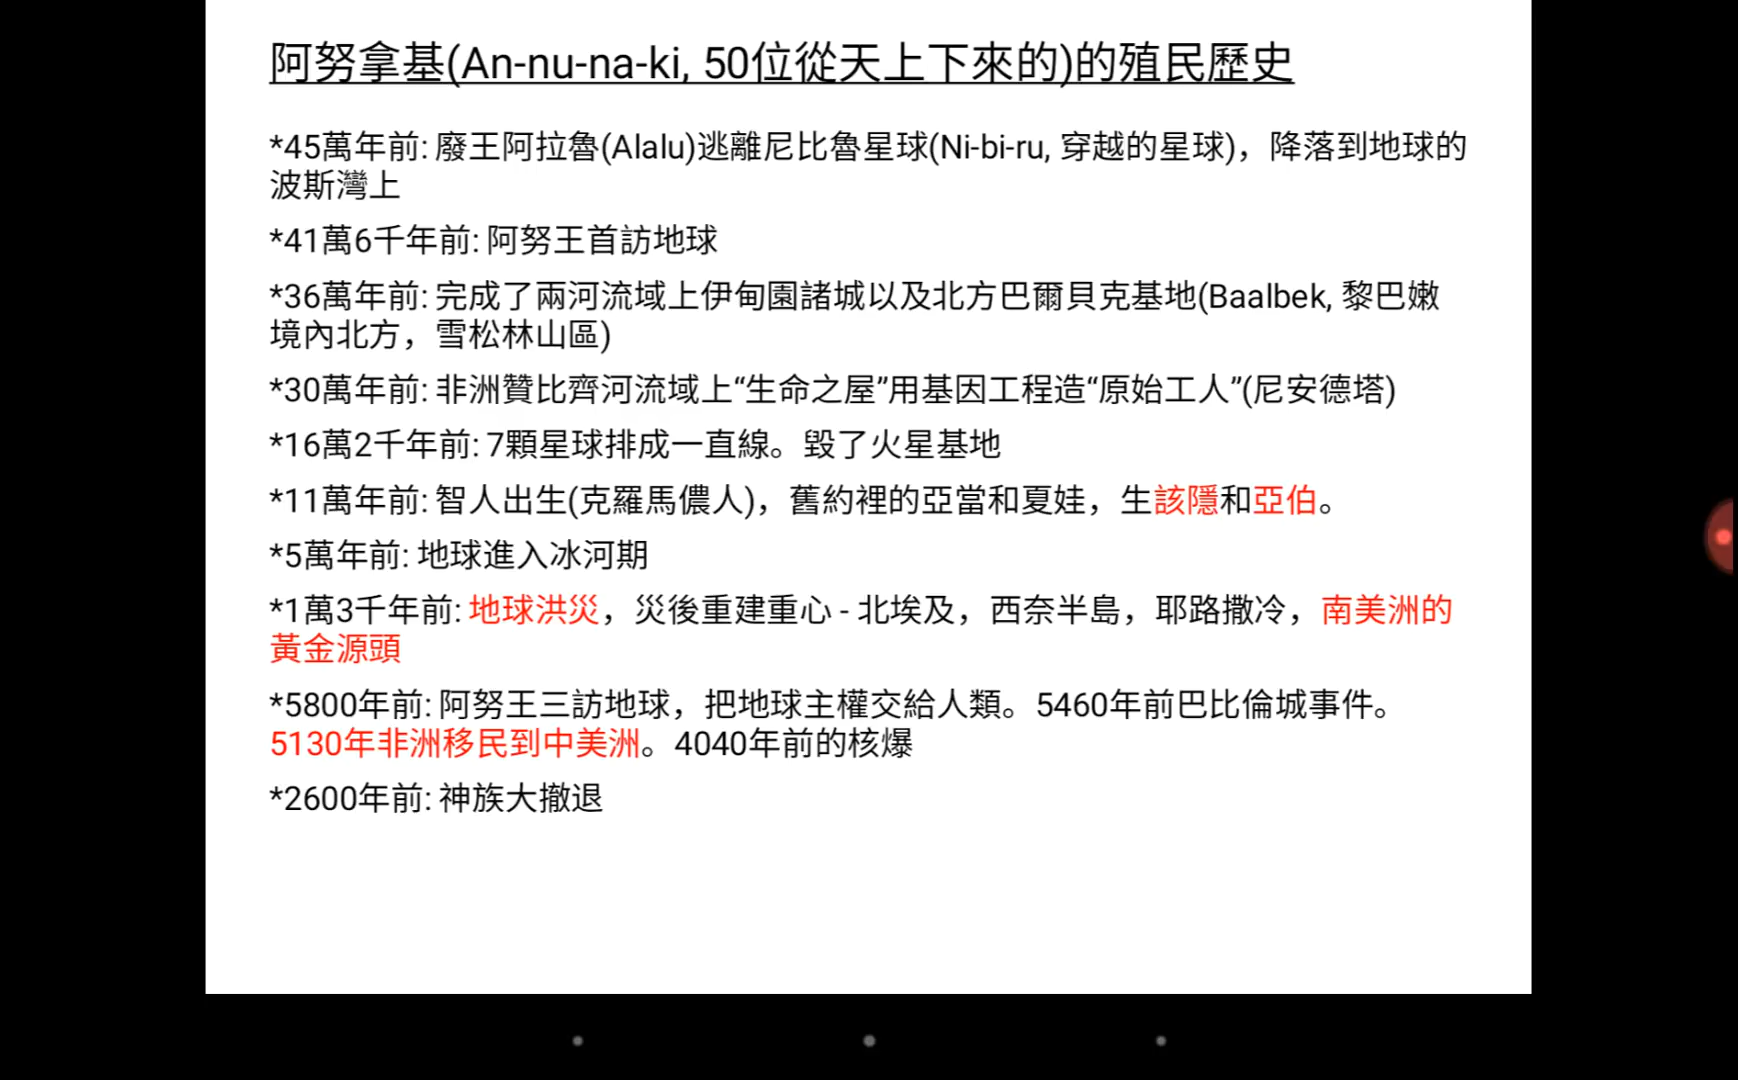 阿努拿基(An-nu-na-ki, 50位從天上下來的)的殖民歷史
*45萬年前: 廢王阿拉魯(Alalu)逃離尼比魯星球(Ni-bi-ru, 穿越的星球)，降落到地球的
波斯灣上
*41萬6千年前: 阿努王首訪地球
*36萬年前: 完成了兩河流域上伊甸園諸城以及北方巴爾貝克基地(Baalbek, 黎巴嫩
境內北方，雪松林山區)
*30萬年前: 非洲贊比齊河流域上“生命之屋”用基因工程造“原始工人”(尼安德塔)
*16萬2千年前: 7顆星球排成一直線。毀了火星基地
*11萬年前: 智人出生(克羅馬儂人)，舊約裡的亞當和夏娃，生該隱和亞伯。
*5萬年前: 地球進入冰河期
*1萬3千年前: 地球洪災，災後重建重心 - 北埃及，西奈半島，耶路撒冷，南美洲的
黃金源頭
*5800年前: 阿努王三訪地球，把地球主權交給人類。5460年前巴比倫城事件。
5130年非洲移民到中美洲。4040年前的核爆
*2600年前: 神族大撤退